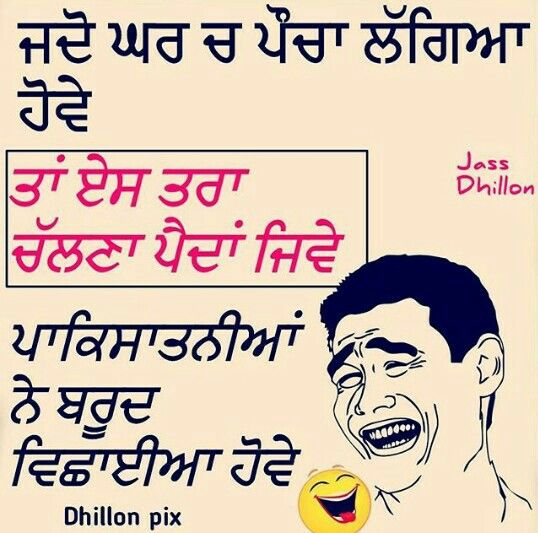 ਜਦੋ ਘਰ ਚ ਪੌਚਾ ਲੱਗਿਆ
ਹੋਵੇ
ਤਾਂ ਏਸ ਤਰਾ
ਚੱਲਣਾ ਪੈਦਾਂ ਜਿਵੇ
Jass
Dhillon
ਪਾਕਿਸਾਤਨੀਆਂ
ਨੇ ਬਰੂਦ
ਵਿਛਾਈਆ ਹੋਵੇ
Dhillon pix